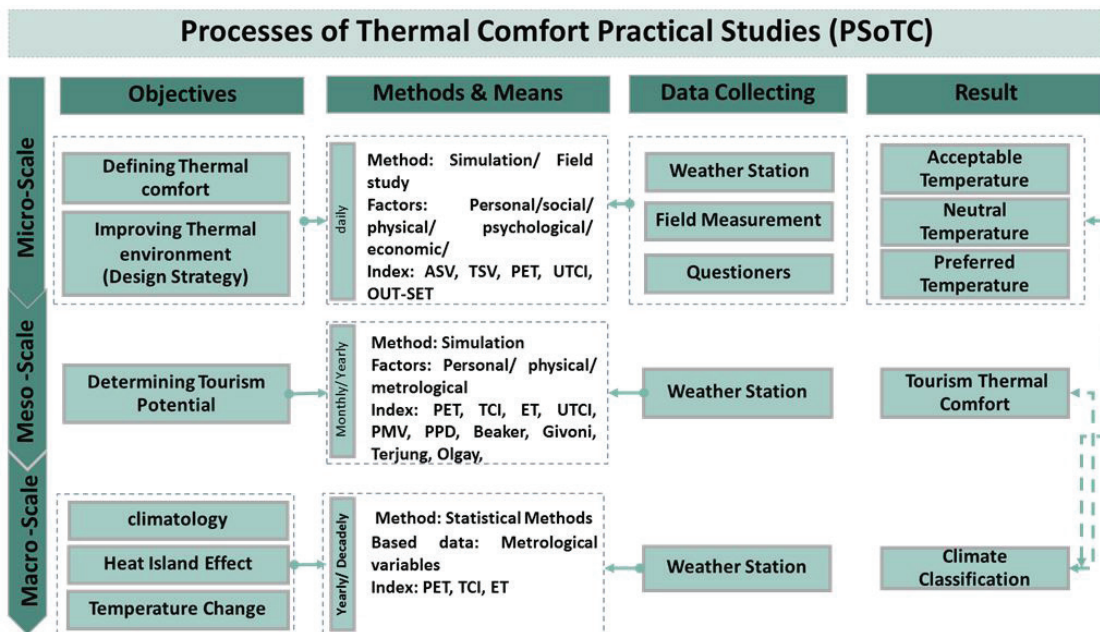 Processes of Thermal Comfort Practical Studies (PSoTC)
Objectives
Methods & Means
Data Collecting
Result
Micro-Scale
Defining Thermal
comfort
Improving Thermal
environment
(Design Strategy)
daily
Method: Simulation/ Field
study
Factors: Personal/social/
physical/ psychological/
economic/
Index: ASV, TSV, PET, UTCI,
OUT-SET
Weather Station
Field Measurement
Questioners
Acceptable
Temperature
Neutral
Temperature
Preferred
Temperature
Meso -Scale
Determining Tourism
Potential
Monthly/Yearly
Method: Simulation
Factors: Personal/ physical/
metrological
Index: PET, TCI, ET, UTCI,
PMV, PPD, Beaker, Givoni,
Terjung, Olgay,
Weather Station
Tourism Thermal
Comfort
Macro -Scale
climatology
Heat Island Effect
Temperature Change
Yearly/ Decadely
Method: Statistical Methods
Based data: Metrological
variables
Index: PET, TCI, ET
Weather Station
Climate
Classification